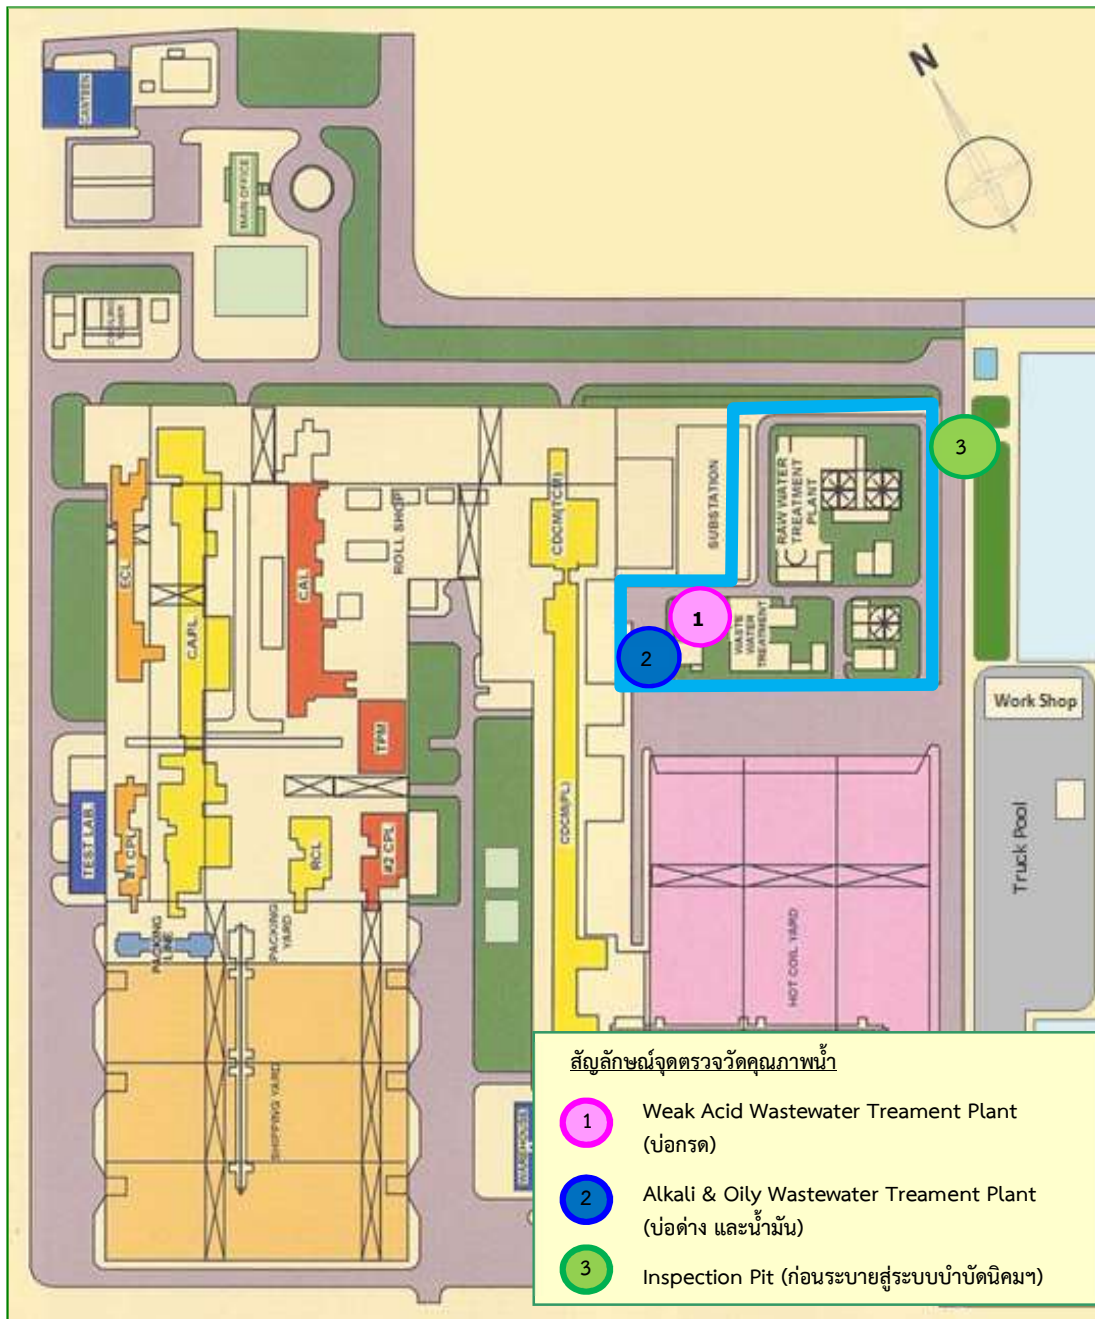 N
CANTEEN
MAIN OFFICE
COOLING
TOWER
3
SUBSTATION
RAW WATER
TREATMENT
PLANT
ROLL SHOP
CDCM(TCM)
ECL
CAPL
CAL
1
2
WASTE
WATER
TREATMENT
Work Shop
TPM
CDCM(PL)
TEST LAB.
#1 CPL
RCL
#2 CPL
Truck Pool
PACKING
LINE
PACKING
YARD
HOT COIL YARD
SHIPPING YARD
WAREHOUSE
สัญลักษณ์จุดตรวจวัดคุณภาพน้ำ
1 Weak Acid Wastewater Treament Plant
(บ่อกรด)
2 Alkali & Oily Wastewater Treament Plant
(บ่อด่าง และน้ำมัน)
3 Inspection Pit (ก่อนระบายสู่ระบบบำบัดนิคมฯ)